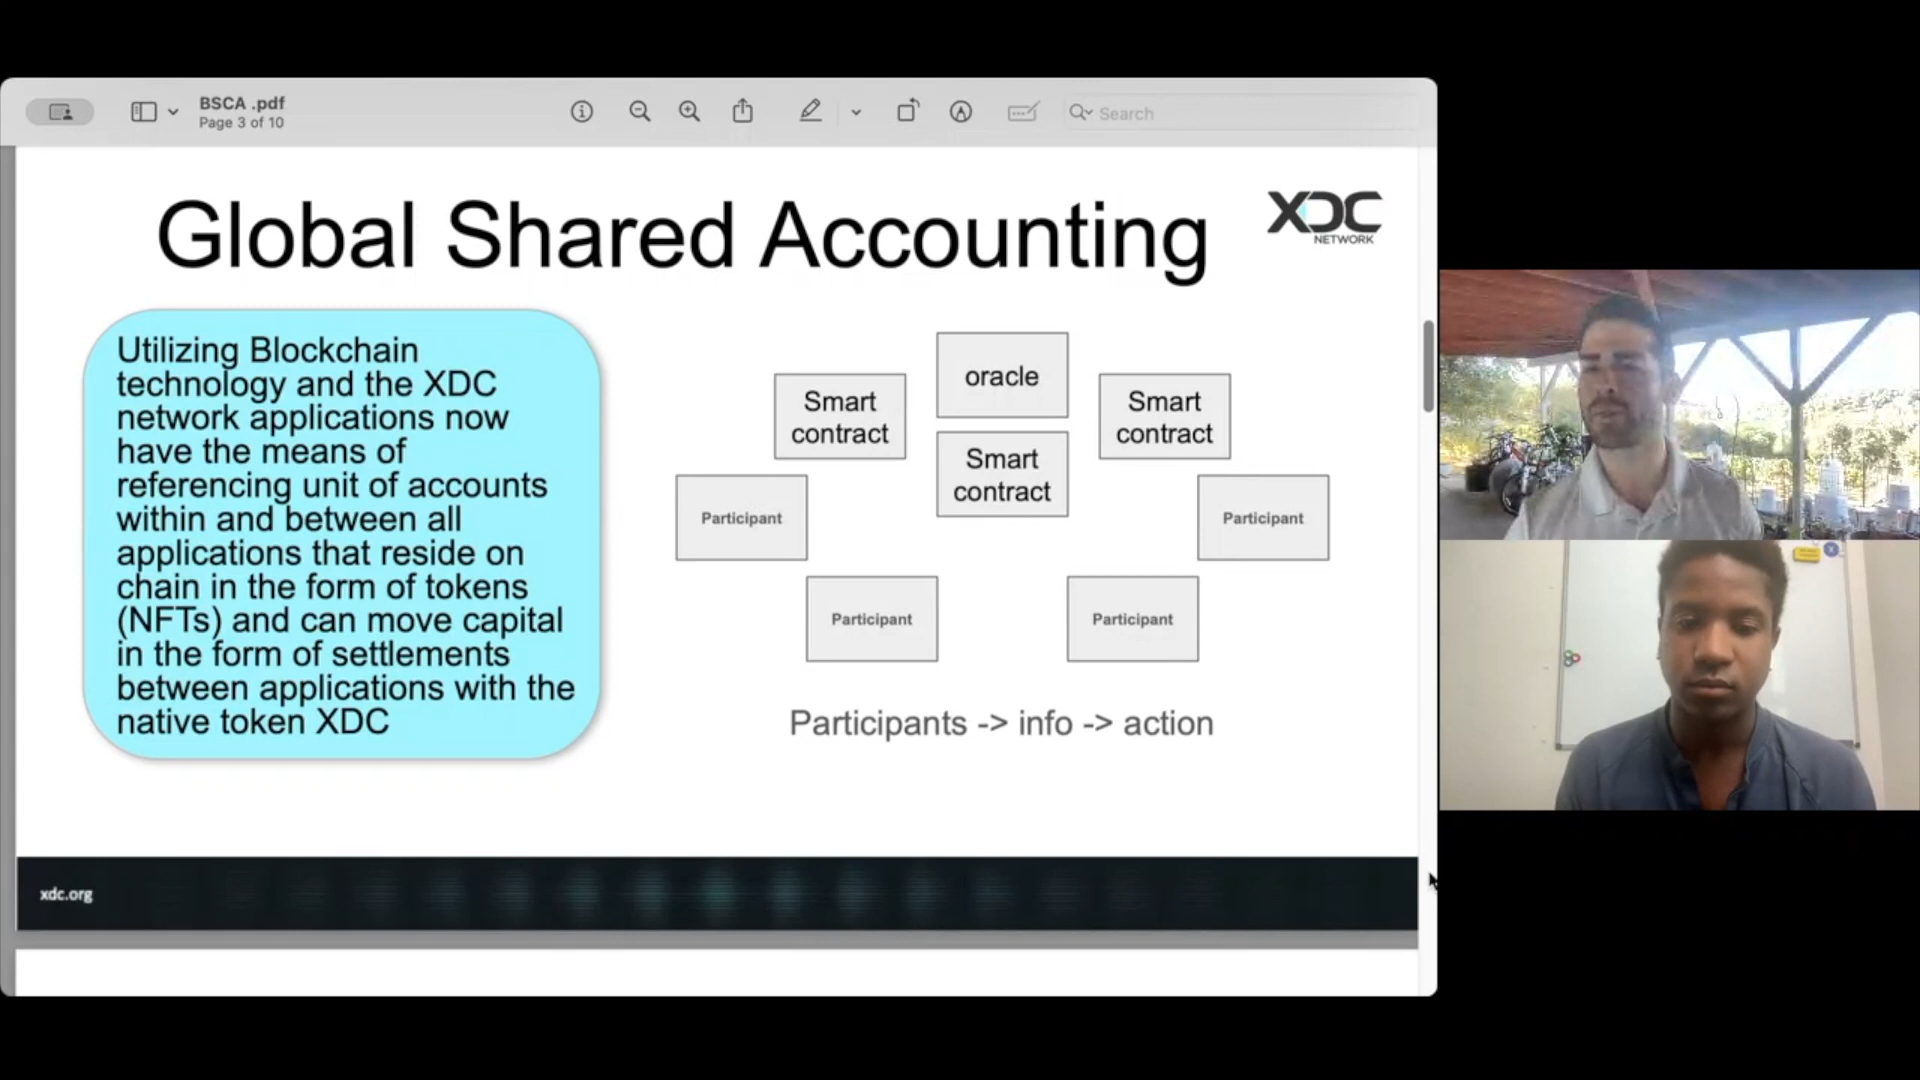 BSCA .pdf
Page 3 of 10
Search
Global Shared Accounting
XDC
NETWORK
Utilizing Blockchain
technology and the XDC
network applications now
have the means of
referencing unit of accounts
within and between all
applications that reside on
chain in the form of tokens
(NFTs) and can move capital
in the form of settlements
between applications with the
native token XDC
oracle
Smart
contract
Smart
contract
Smart
contract
Participant
Participant
Participant
Participant
Participants -> info -> action
xdc.org